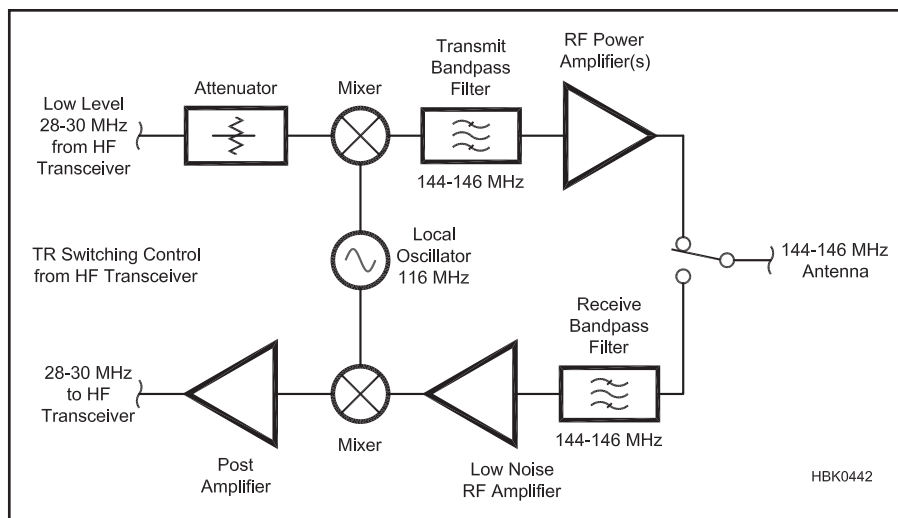 RF Power
Amplifier(s)
Transmit
Bandpass
Filter
Mixer
Attenuator
Low Level
28-30 MHz
from HF
Transceiver
144-146 MHz
TR Switching Control
from HF Transceiver
Local
Oscillator
116 MHz
144-146 MHz
Antenna
Receive
Bandpass
Filter
28-30 MHz
to HF
Transceiver
Mixer
144-146 MHz
Post
Amplifier
Low Noise
RF Amplifier
HBK0442